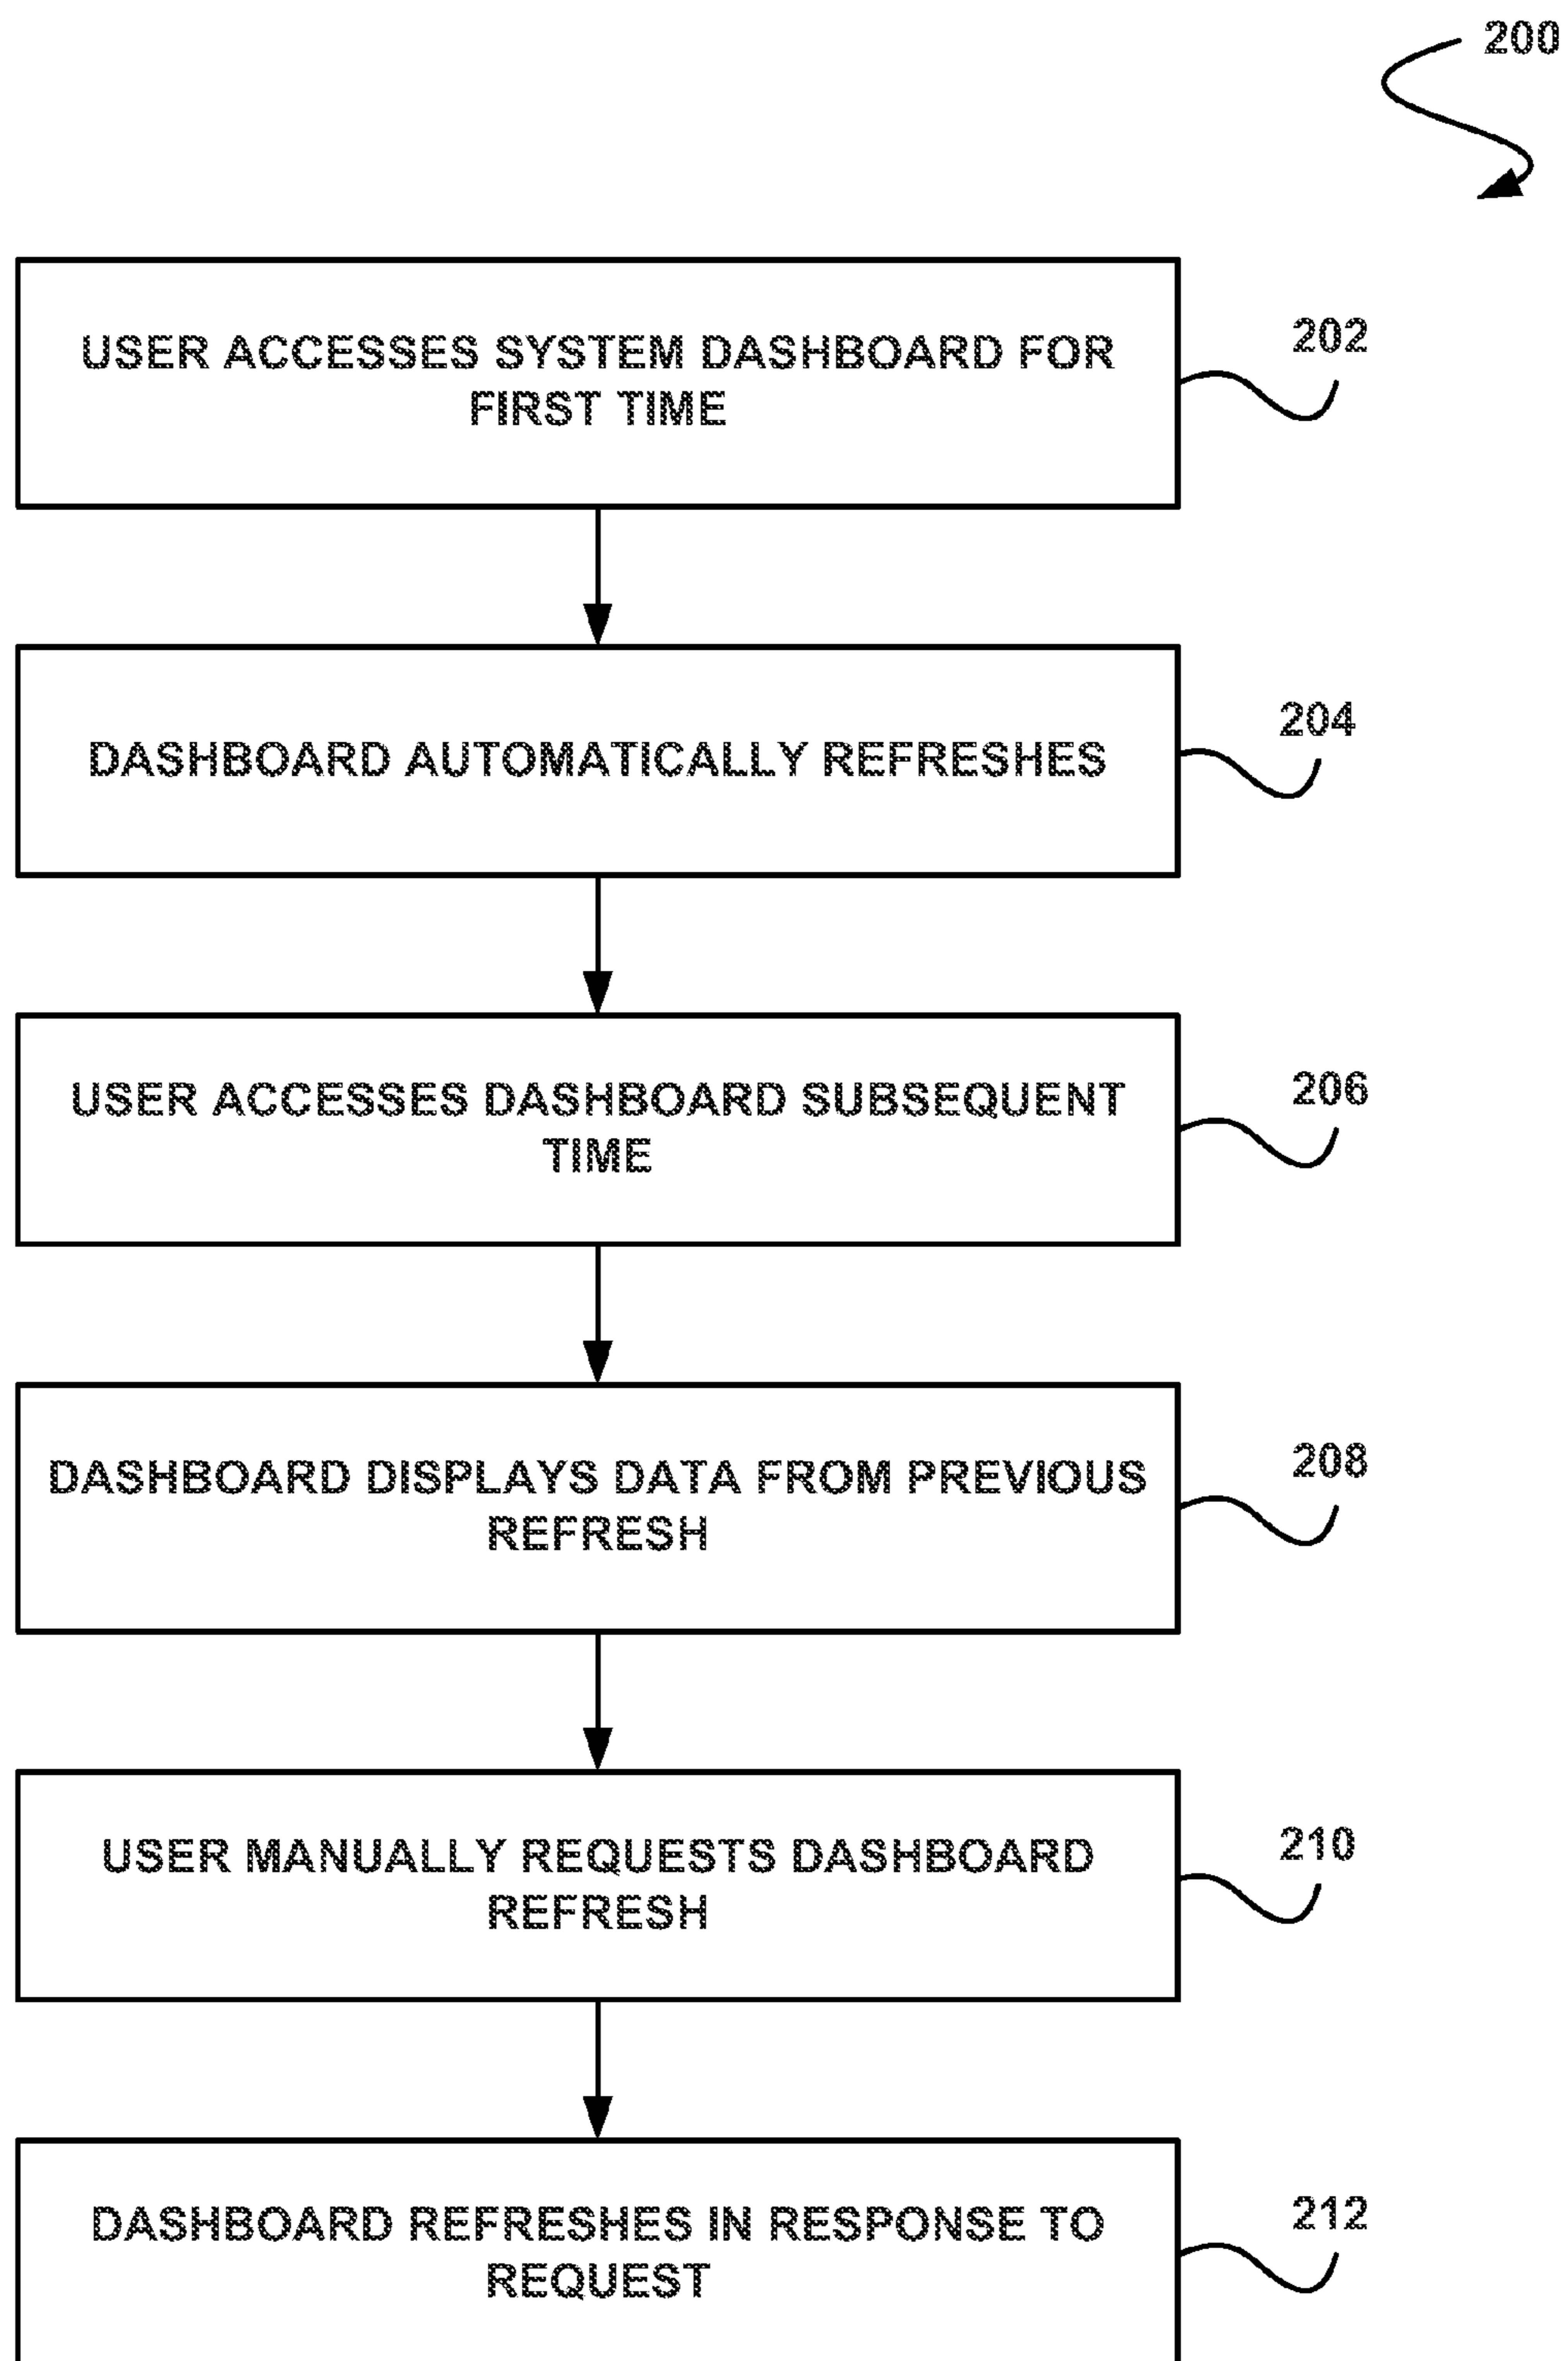 200
USER ACCESSES SYSTEM DASHBOARD FOR
FIRST TIME
202
DASHBOARD AUTOMATICALLY REFRESHES
204
USER ACCESSES DASHBOARD SUBSEQUENT
TIME
206
DASHBOARD DISPLAYS DATA FROM PREVIOUS
REFRESH
208
USER MANUALLY REQUESTS DASHBOARD
REFRESH
210
DASHBOARD REFRESHES IN RESPONSE TO
REQUEST
212